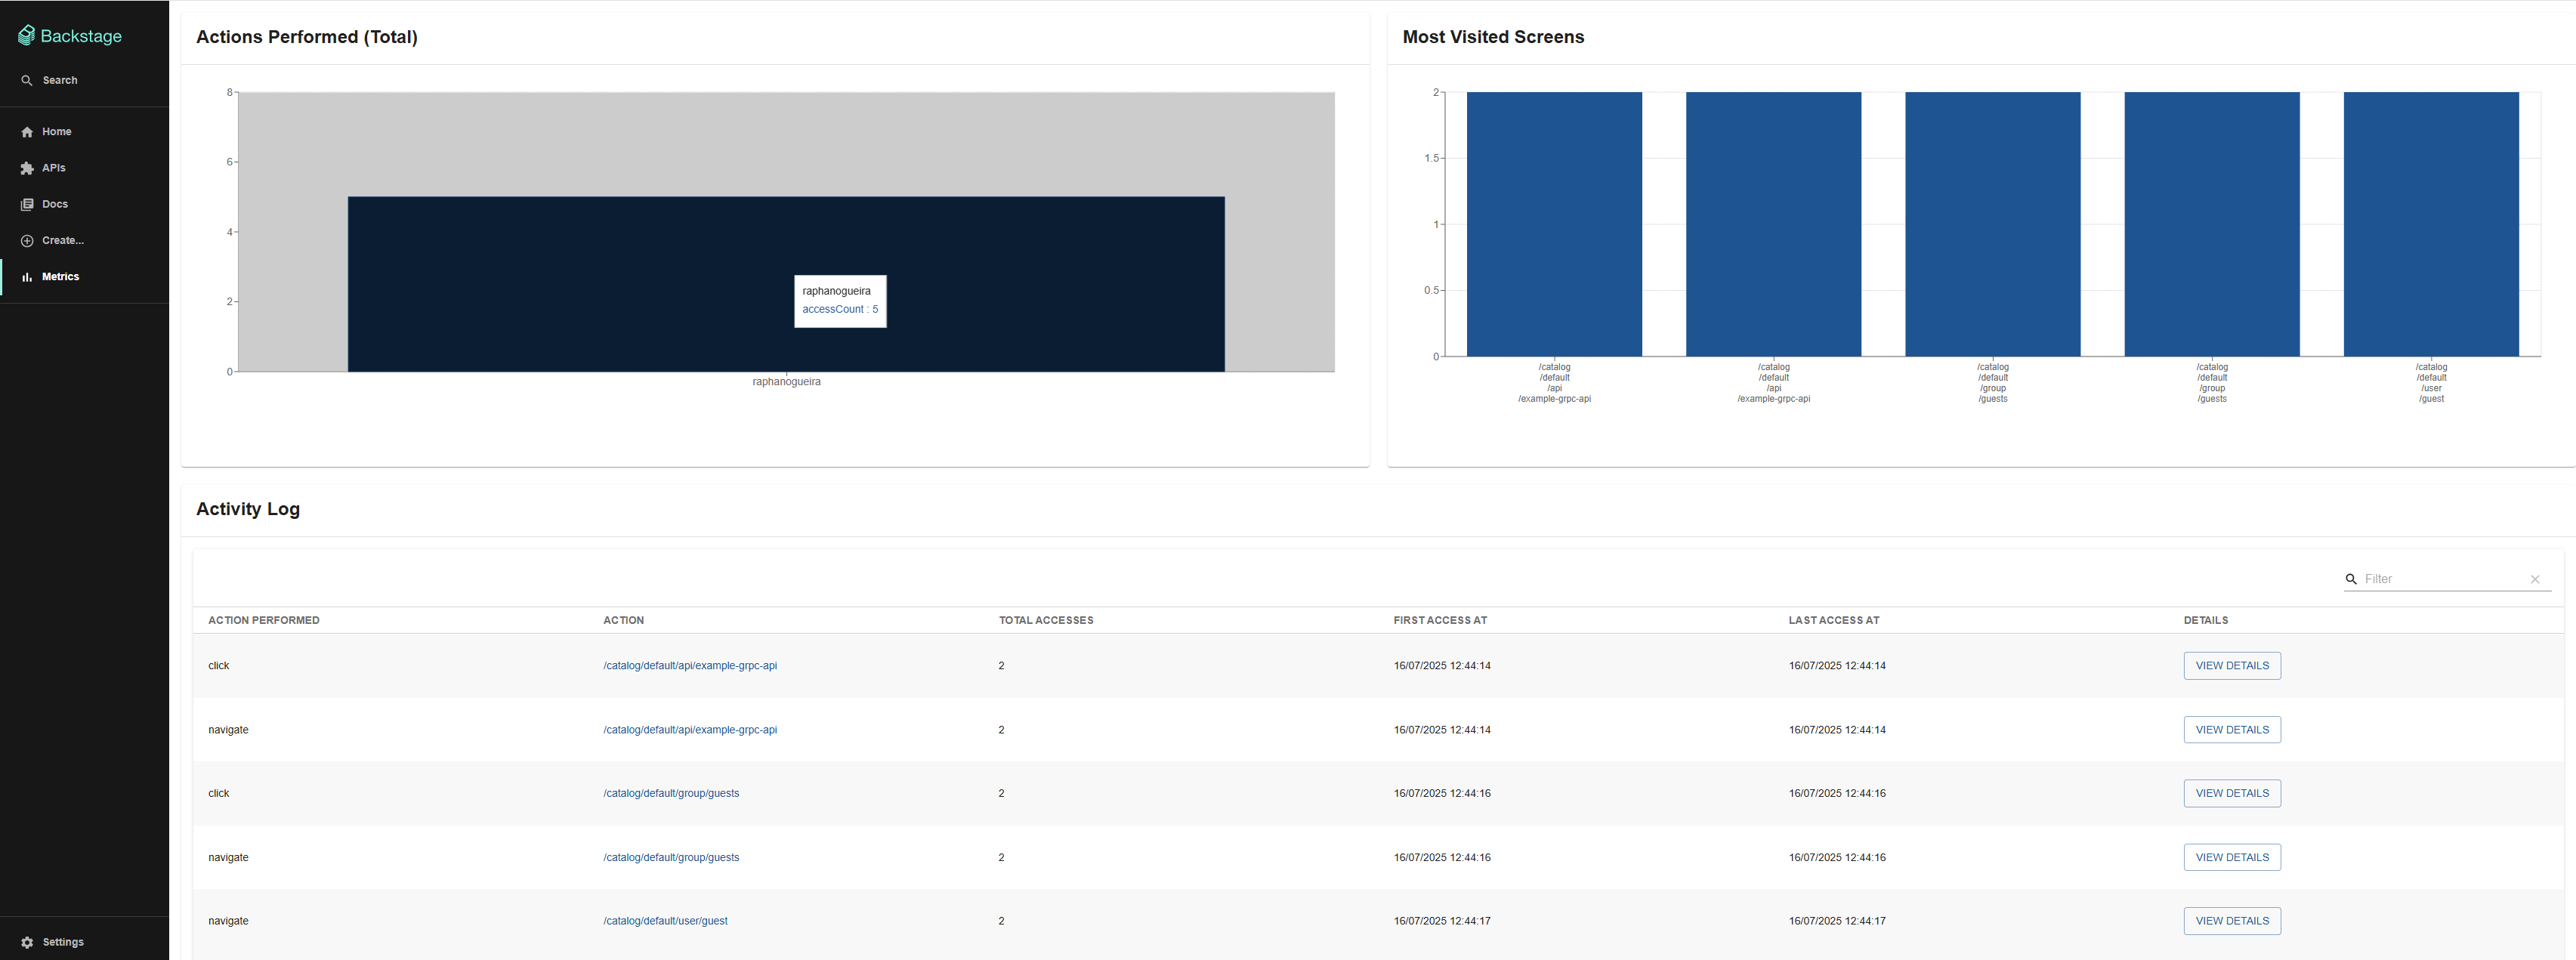 Backstage
Search
Home
APIs
Docs
Create...
Metrics
Settings
Actions Performed (Total)
8
6
4
2
0
raphanogueira
accessCount : 5
raphanogueira
Most Visited Screens
2
1.5
1
0.5
0
/catalog
/default
/api
/example-grpc-api
/catalog
/default
/api
/example-grpc-api
/catalog
/default
/group
/guests
/catalog
/default
/group
/guests
/catalog
/default
/user
/guest
Activity Log
Filter
ACTION PERFORMED ACTION TOTAL ACCESSES FIRST ACCESS AT LAST ACCESS AT DETAILS
click /catalog/default/api/example-grpc-api 2 16/07/2025 12:44:14 16/07/2025 12:44:14 VIEW DETAILS
navigate /catalog/default/api/example-grpc-api 2 16/07/2025 12:44:14 16/07/2025 12:44:14 VIEW DETAILS
click /catalog/default/group/guests 2 16/07/2025 12:44:16 16/07/2025 12:44:16 VIEW DETAILS
navigate /catalog/default/group/guests 2 16/07/2025 12:44:16 16/07/2025 12:44:16 VIEW DETAILS
navigate /catalog/default/user/guest 2 16/07/2025 12:44:17 16/07/2025 12:44:17 VIEW DETAILS